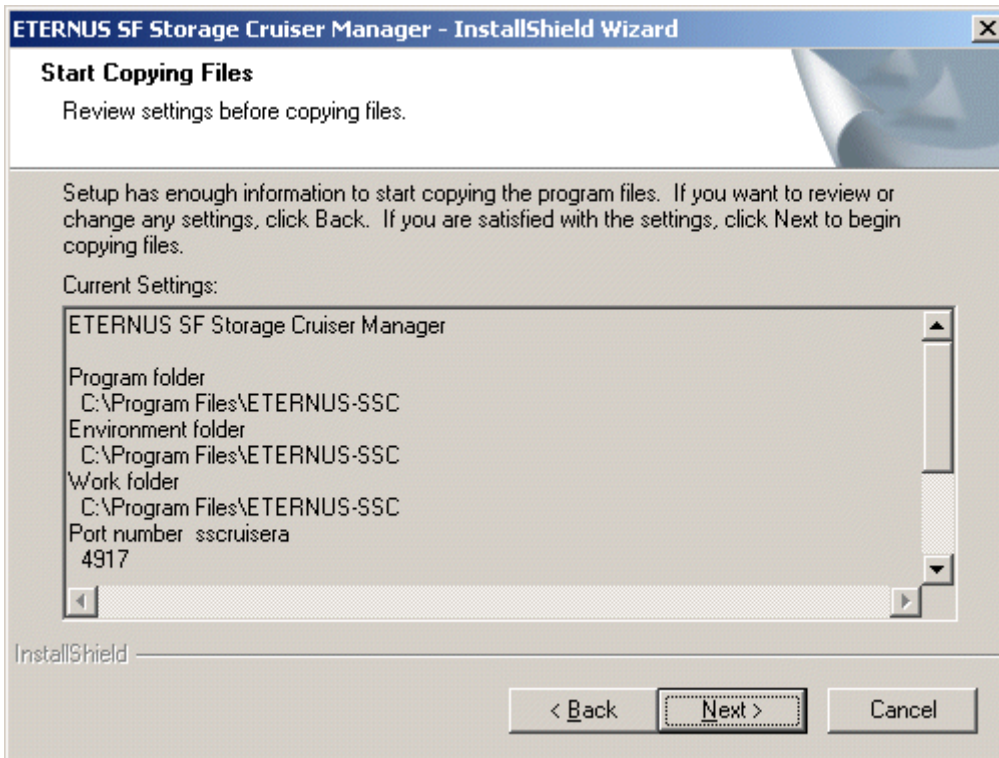 ETERNUS SF Storage Cruiser Manager - InstallShield Wizard
Start Copying Files
Review settings before copying files.
Setup has enough information to start copying the program files. If you want to review or
change any settings, click Back. If you are satisfied with the settings, click Next to begin
copying files.
Current Settings:
ETERNUS SF Storage Cruiser Manager
Program folder
C:\Program Files\ETERNUS-SSC
Environment folder
C:\Program Files\ETERNUS-SSC
Work folder
C:\Program Files\ETERNUS-SSC
Port number sscruisera
4917
InstallShield
< Back
Next >
Cancel